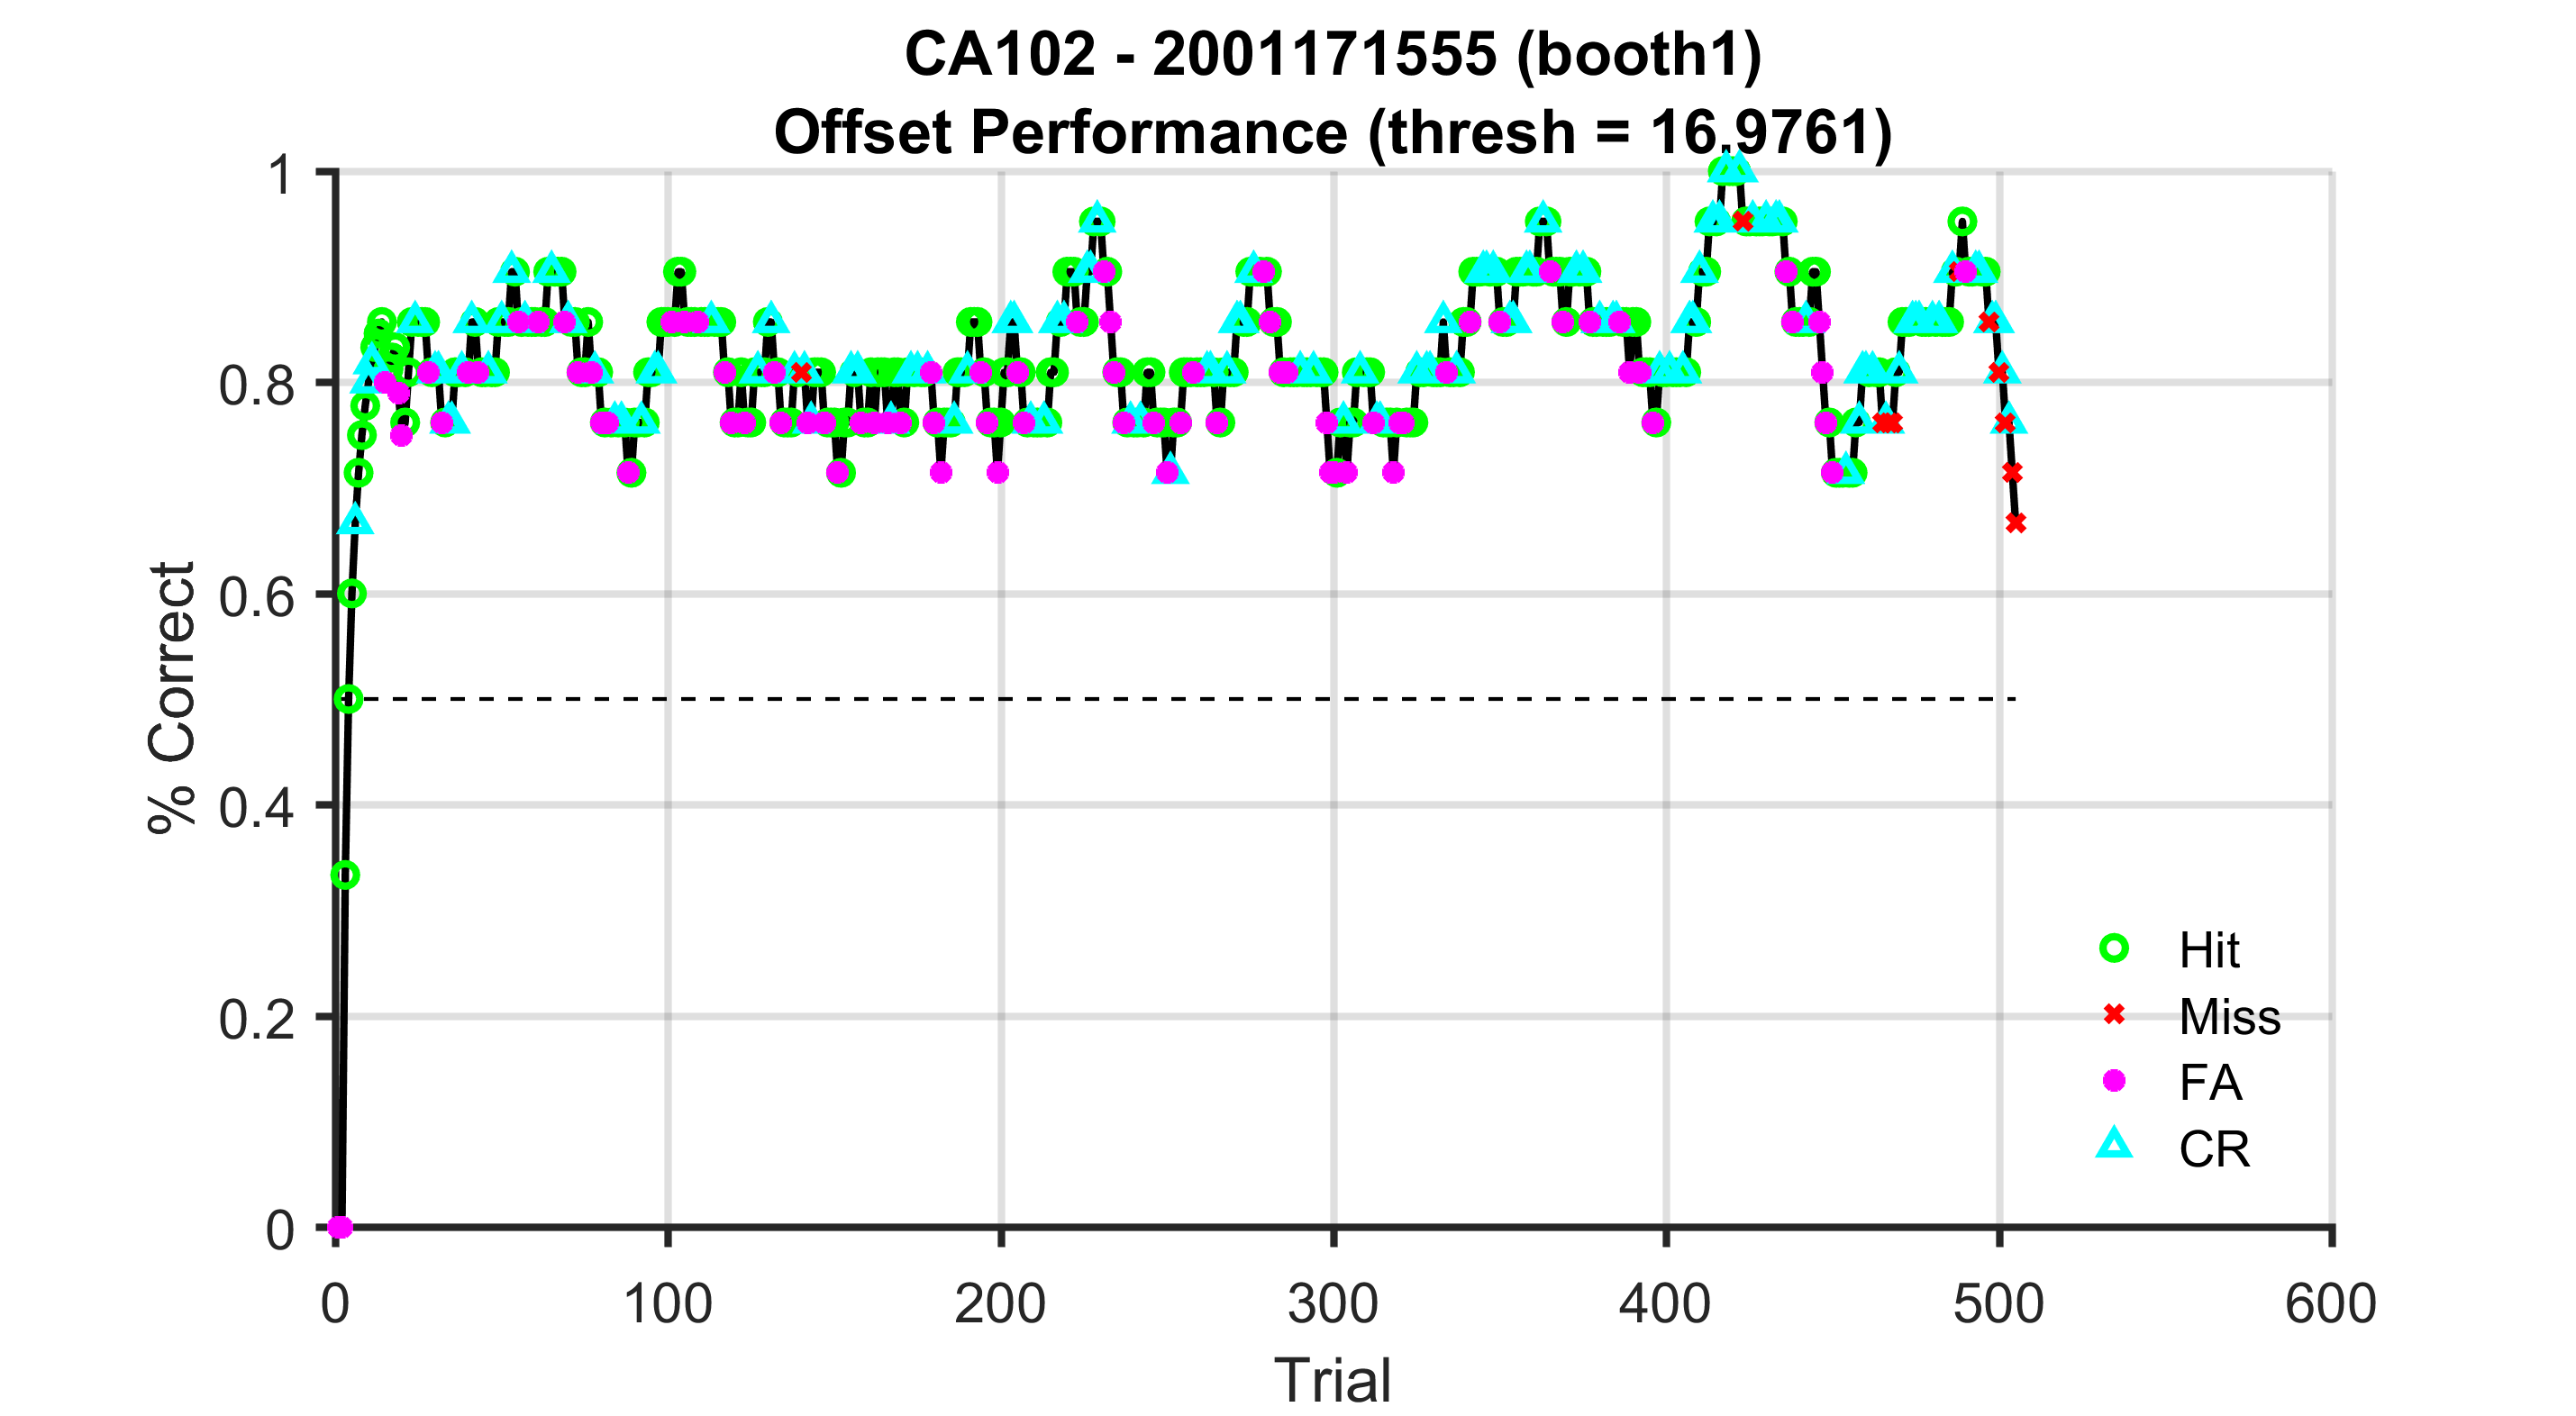 CA102 - 2001171555 (booth1)
Offset Performance (thresh = 16.9761)
% Correct
1
0.8
0.6
0.4
0.2
0
0 100 200 300 400 500 600
Trial
Hit
Miss
FA
CR